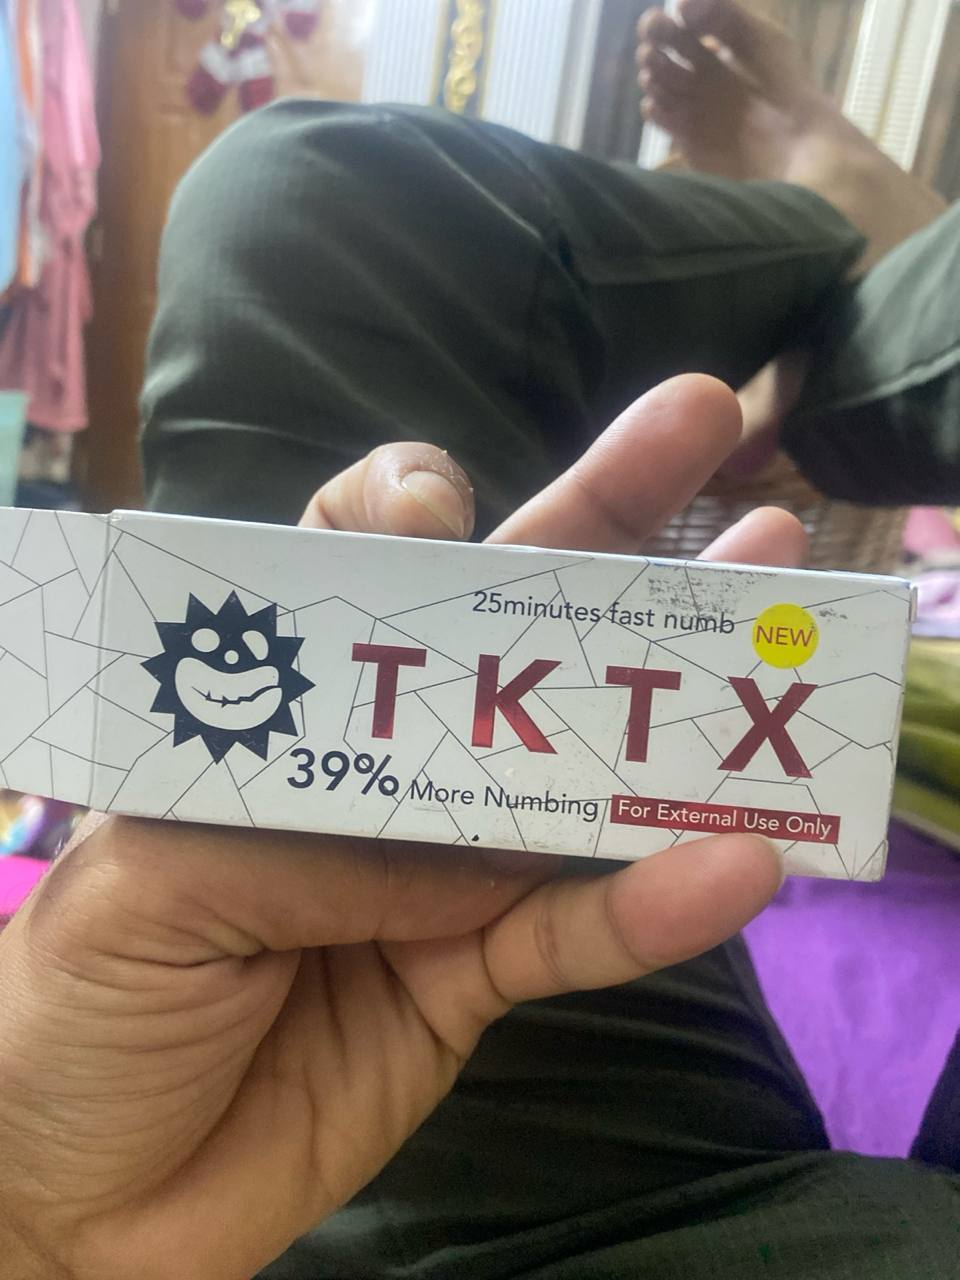 25minutes fast numb
NEW
TKTX
39% More Numbing
For External Use Only